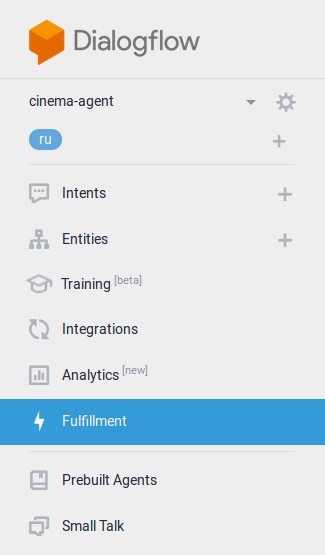 Dialogflow
cinema-agent
ru
Intents
Entities
Training [beta]
Integrations
Analytics [new]
Fulfillment
Prebuilt Agents
Small Talk